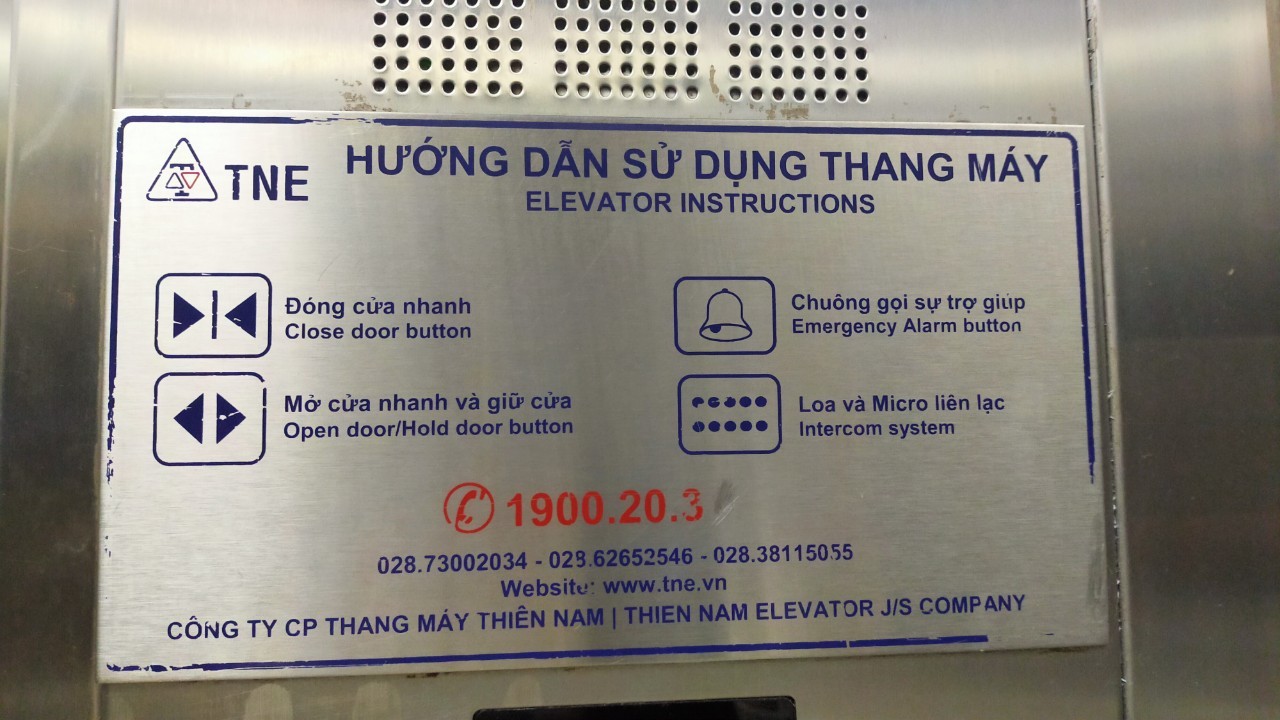 TNE
HƯỚNG DẪN SỬ DỤNG THANG MÁY
ELEVATOR INSTRUCTIONS
Đóng cửa nhanh
Close door button
Mở cửa nhanh và giữ cửa
Open door/Hold door button
Chuông gọi sự trợ giúp
Emergency Alarm button
Loa và Micro liên lạc
Intercom system
1900.20.3
028.73002034 - 028.62652546 - 028.38115055
Website: www.tne.vn
CÔNG TY CP THANG MÁY THIÊN NAM | THIEN NAM ELEVATOR J/S COMPANY